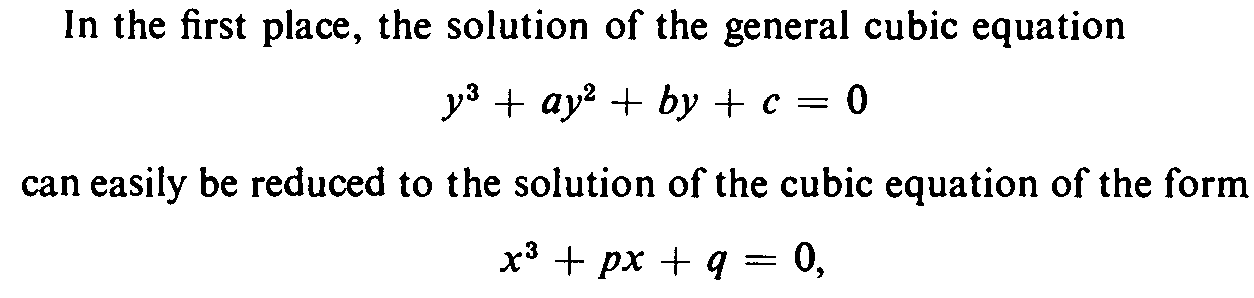 In the first place, the solution of the general cubic equation
y³ + ay² + by + c = 0
can easily be reduced to the solution of the cubic equation of the form
x³ + px + q = 0,